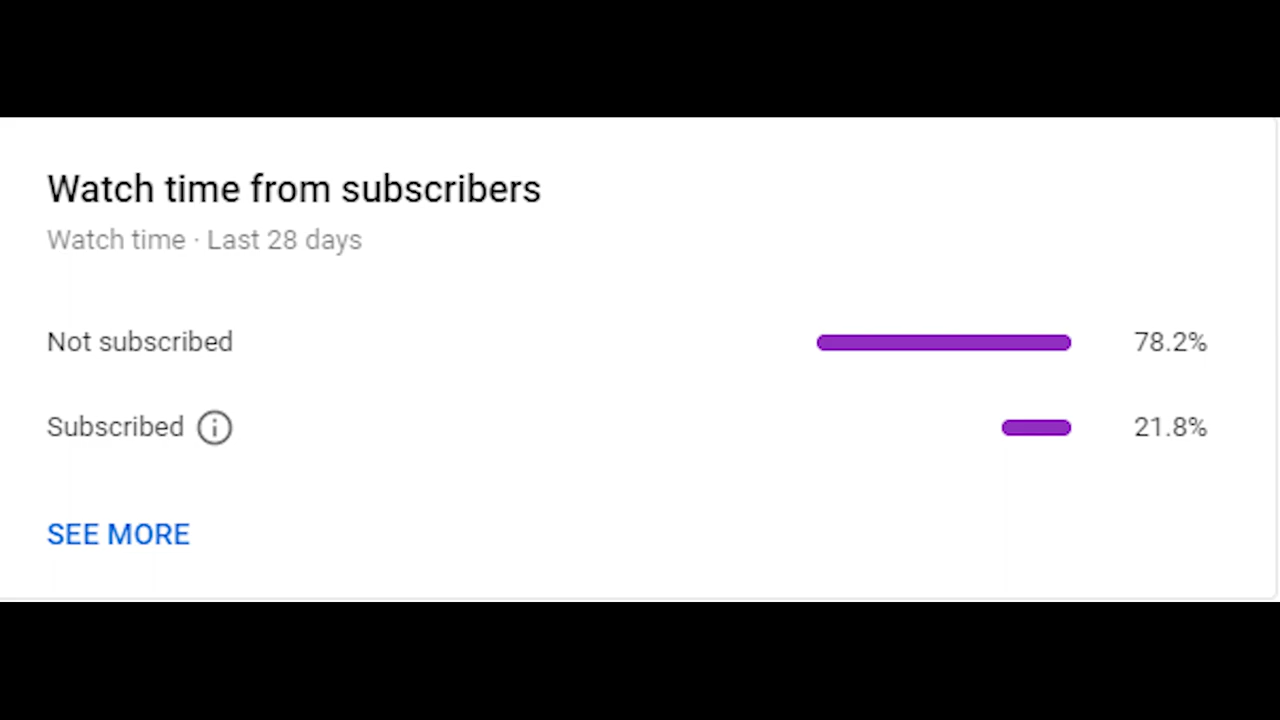 Watch time from subscribers
Watch time · Last 28 days
Not subscribed 78.2%
Subscribed 21.8%
SEE MORE